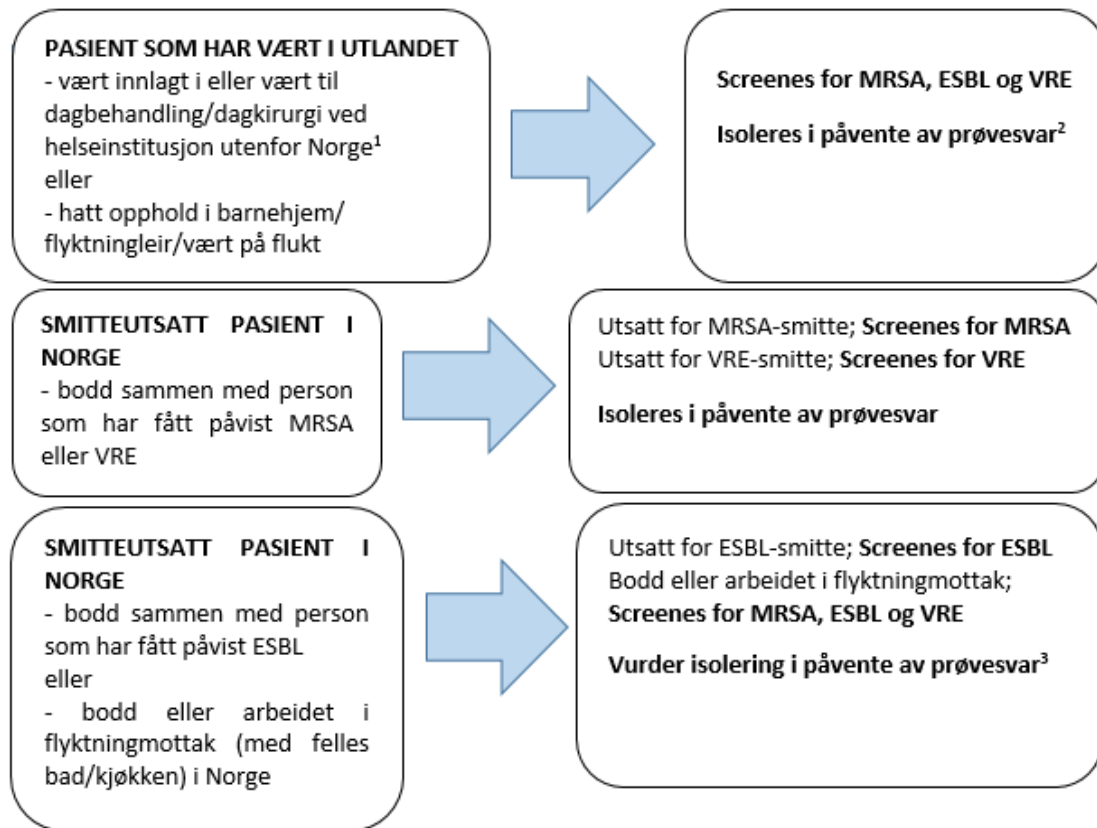 PASIENT SOM HAR VÆRT I UTLANDET
- vært innlagt i eller vært til
dagbehandling/dagkirurgi ved
helseinstitusjon utenfor Norge¹
eller
- hatt opphold i barnehjem/
flyktningleir/vært på flukt
Screenes for MRSA, ESBL og VRE
Isoleres i påvente av prøvesvar²
SMITTEUTSATT PASIENT I
NORGE
- bodd sammen med person
som har fått påvist MRSA
eller VRE
Utsatt for MRSA-smitte; Screenes for MRSA
Utsatt for VRE-smitte; Screenes for VRE
Isoleres i påvente av prøvesvar
SMITTEUTSATT PASIENT I
NORGE
- bodd sammen med person
som har fått påvist ESBL
eller
- bodd eller arbeidet i
flyktningmottak (med felles
bad/kjøkken) i Norge
Utsatt for ESBL-smitte; Screenes for ESBL
Bodd eller arbeidet i flyktningmottak;
Screenes for MRSA, ESBL og VRE
Vurder isolering i påvente av prøvesvar³